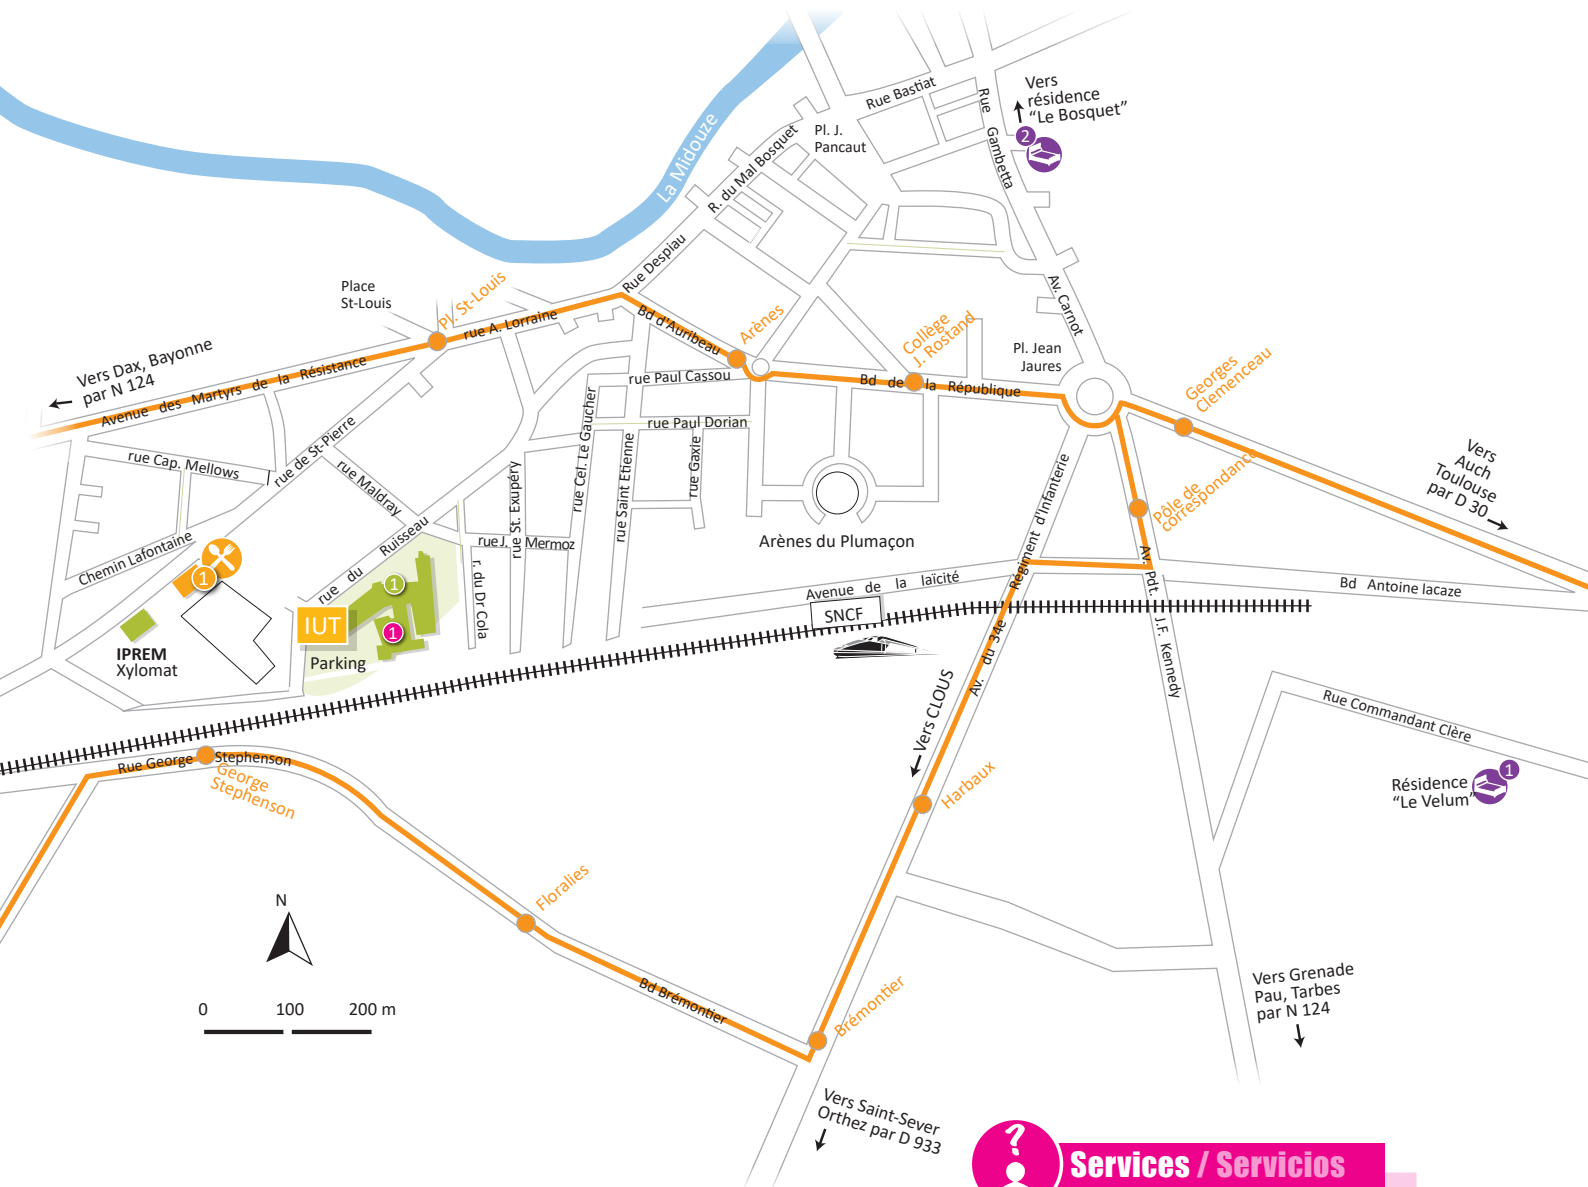 Vers
résidence
“Le Bosquet”
2
Rue Bastiat
Rue Gambetta
Pl. J.
Pancaut
La Midouze
R. du Mal Bosquet
Rue Despiau
Place
St-Louis
Pl. St-Louis
rue A. Lorraine
Bd d'Auribeau
Arènes
Collège
J. Rostand
Av. Carnot
Pl. Jean
Jaures
Georges
Clemenceau
Vers Dax, Bayonne
par N 124
Avenue des Martyrs de la Résistance
rue Paul Cassou
Bd de la République
rue Paul Dorian
rue Cap. Mellows
rue de St-Pierre
rue Maldray
rue Cel. Le Gaucher
rue Saint Etienne
rue Gaxie
rue St. Exupéry
Vers
Auch
Toulouse
par D 30
Pôle de
correspondance
Arènes du Plumaçon
Chemin Lafontaine
rue du Ruisseau
rue J. Mermoz
r. du Dr Cola
1
1
1
IUT
Parking
IPREM
Xylomat
Avenue de la laïcité
SNCF
Av. du 34e Régiment d'Infanterie
Av. Pdt. J.F. Kennedy
Bd Antoine lacaze
Vers CLOUS
Rue Commandant Clère
Résidence
“Le Velum”
1
Rue George Stephenson
George
Stephenson
Harbaux
Floralies
N
0 100 200 m
Bd Brémontier
Brémontier
Vers Grenade
Pau, Tarbes
par N 124
Vers Saint-Sever
Orthez par D 933
?
Services / Servicios